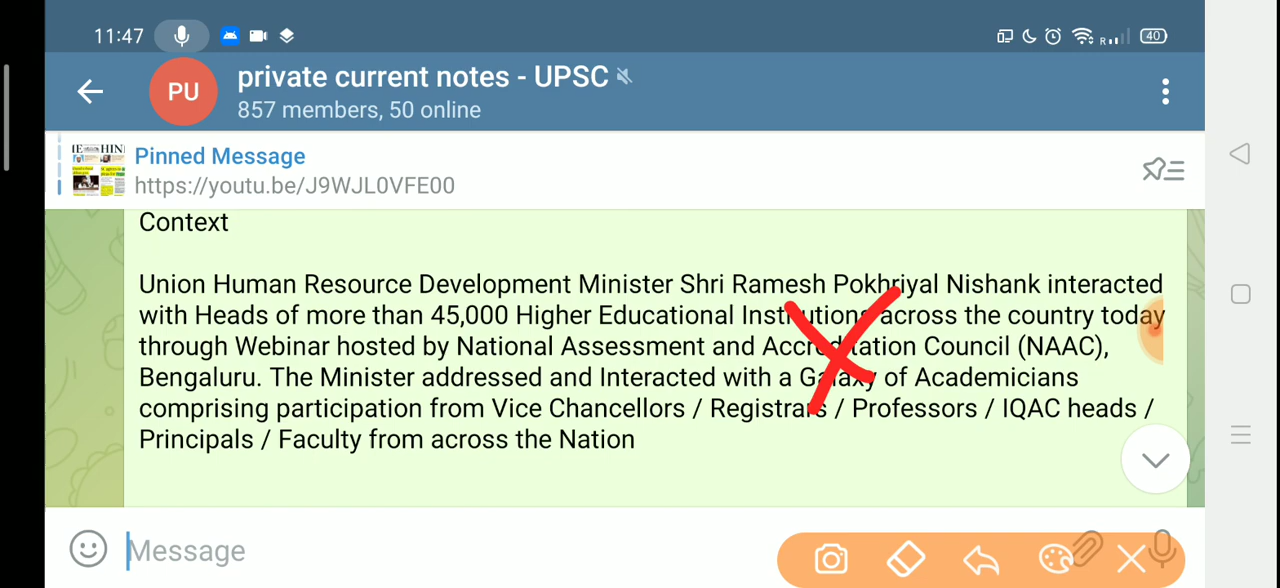 11:47
R
40
PU
private current notes - UPSC
857 members, 50 online
Pinned Message
https://youtu.be/J9WJL0VFE00
Context
Union Human Resource Development Minister Shri Ramesh Pokhriyal Nishank interacted
with Heads of more than 45,000 Higher Educational Institutions across the country today
through Webinar hosted by National Assessment and Accreditation Council (NAAC),
Bengaluru. The Minister addressed and Interacted with a Galaxy of Academicians
comprising participation from Vice Chancellors / Registrars / Professors / IQAC heads /
Principals / Faculty from across the Nation
Message